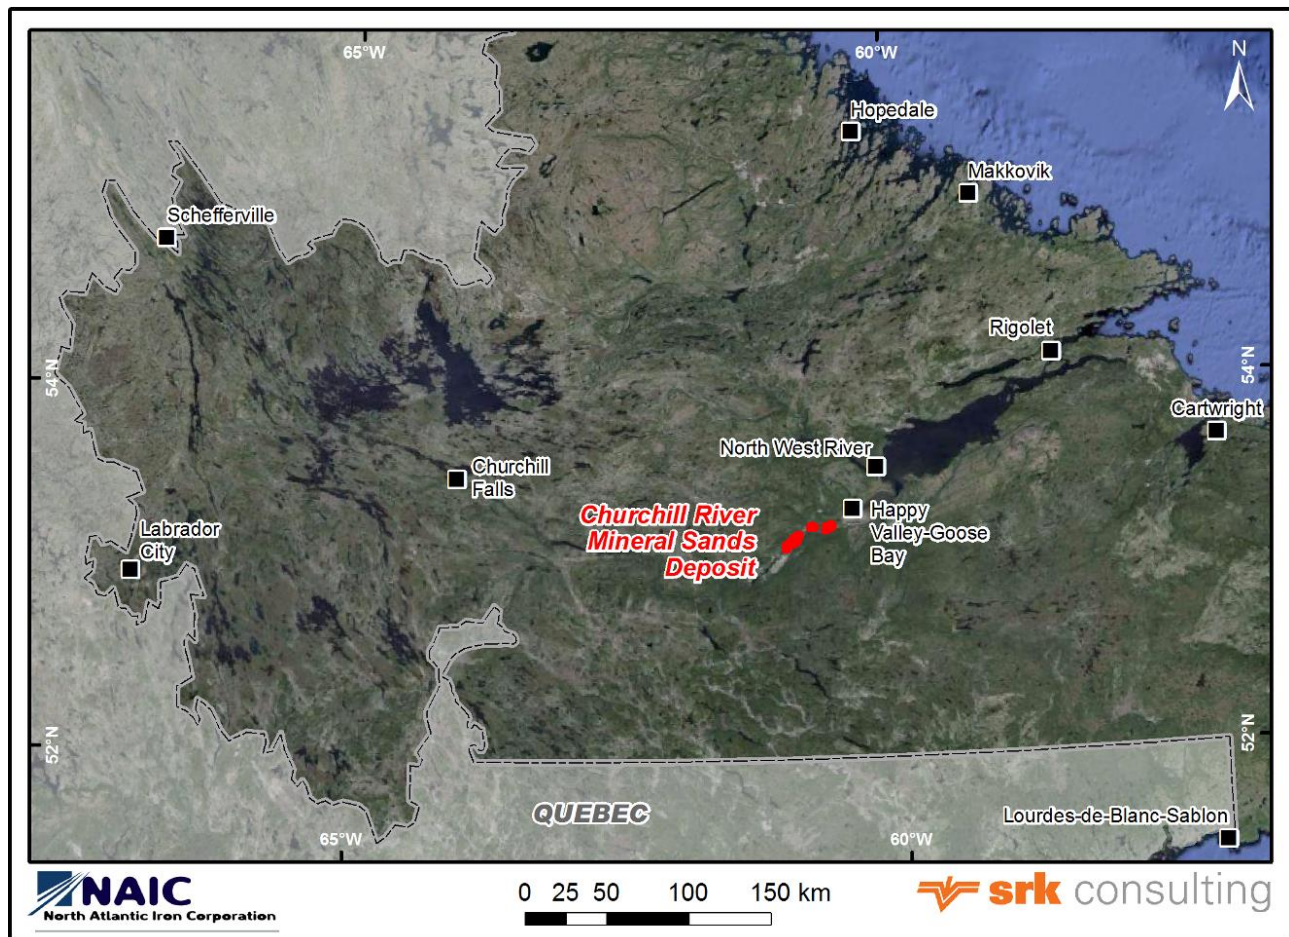 65°W
60°W
N
Hopedale
Makkovik
Schefferville
Rigolet
54°N
54°N
Cartwright
North West River
Churchill
Falls
Churchill River
Mineral Sands
Deposit
Happy
Valley-Goose
Bay
Labrador
City
52°N
52°N
QUEBEC
Lourdes-de-Blanc-Sablon
65°W
60°W
NAIC
North Atlantic Iron Corporation
0 25 50 100 150 km
srk consulting